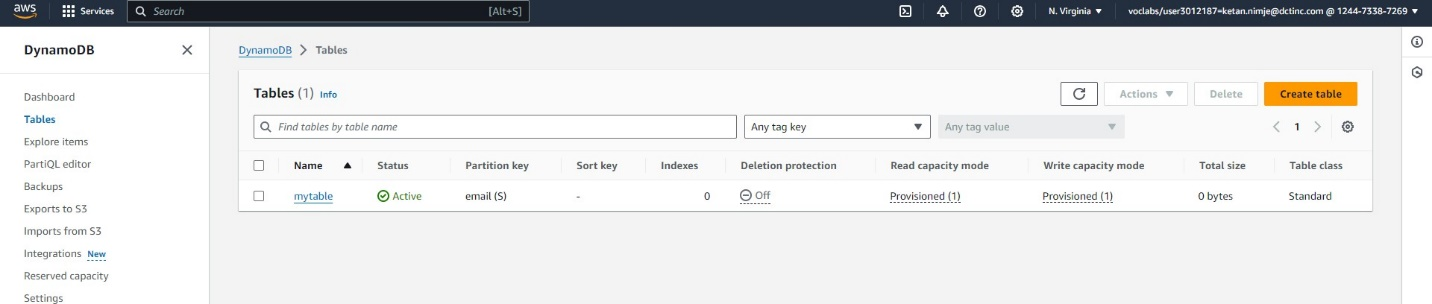 aws
Services
Search
[Alt+S]
N. Virginia
voclabs/user3012187=ketan.nimje@dctinc.com @ 1244-7338-7269
DynamoDB
Dashboard
Tables
Explore items
PartiQL editor
Backups
Exports to S3
Imports from S3
Integrations New
Reserved capacity
Settings
DynamoDB > Tables
Tables (1) Info
Actions
Delete
Create table
Find tables by table name
Any tag key
Any tag value
1
Name Status Partition key Sort key Indexes Deletion protection Read capacity mode Write capacity mode Total size Table class
mytable Active email (S) - 0 Off Provisioned (1) Provisioned (1) 0 bytes Standard